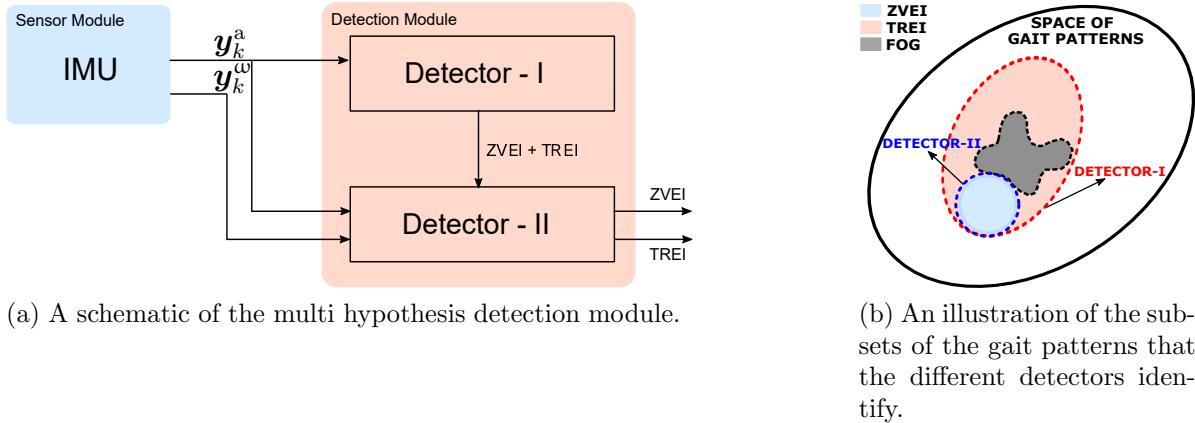 Sensor Module
IMU
y_k^a
y_k^ω
Detection Module
Detector - I
ZVEI + TREI
Detector - II
ZVEI
TREI
(a) A schematic of the multi hypothesis detection module.
ZVEI
TREI
FOG
SPACE OF
GAIT PATTERNS
DETECTOR-II
DETECTOR-I
(b) An illustration of the sub-
sets of the gait patterns that
the different detectors iden-
tify.